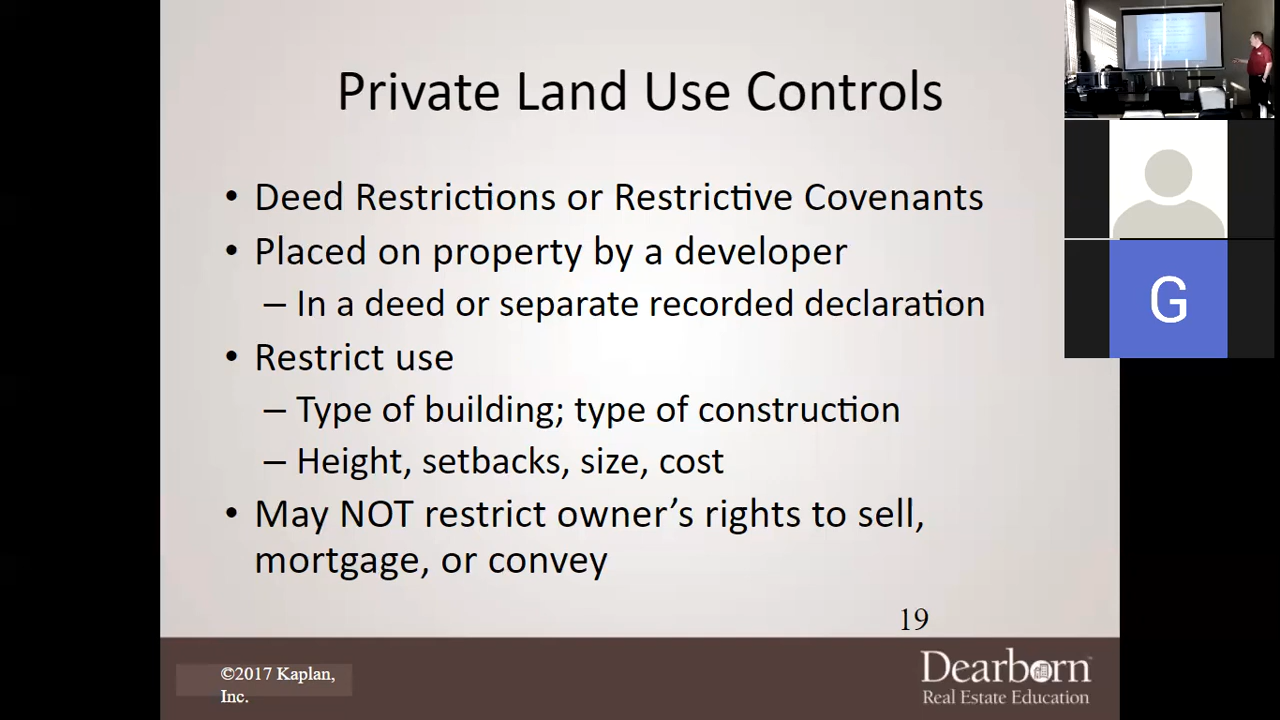 Private Land Use Controls
• Deed Restrictions or Restrictive Covenants
• Placed on property by a developer
– In a deed or separate recorded declaration
• Restrict use
– Type of building; type of construction
– Height, setbacks, size, cost
• May NOT restrict owner’s rights to sell,
mortgage, or convey
19
©2017 Kaplan,
Inc.
Dearborn
Real Estate Education
G